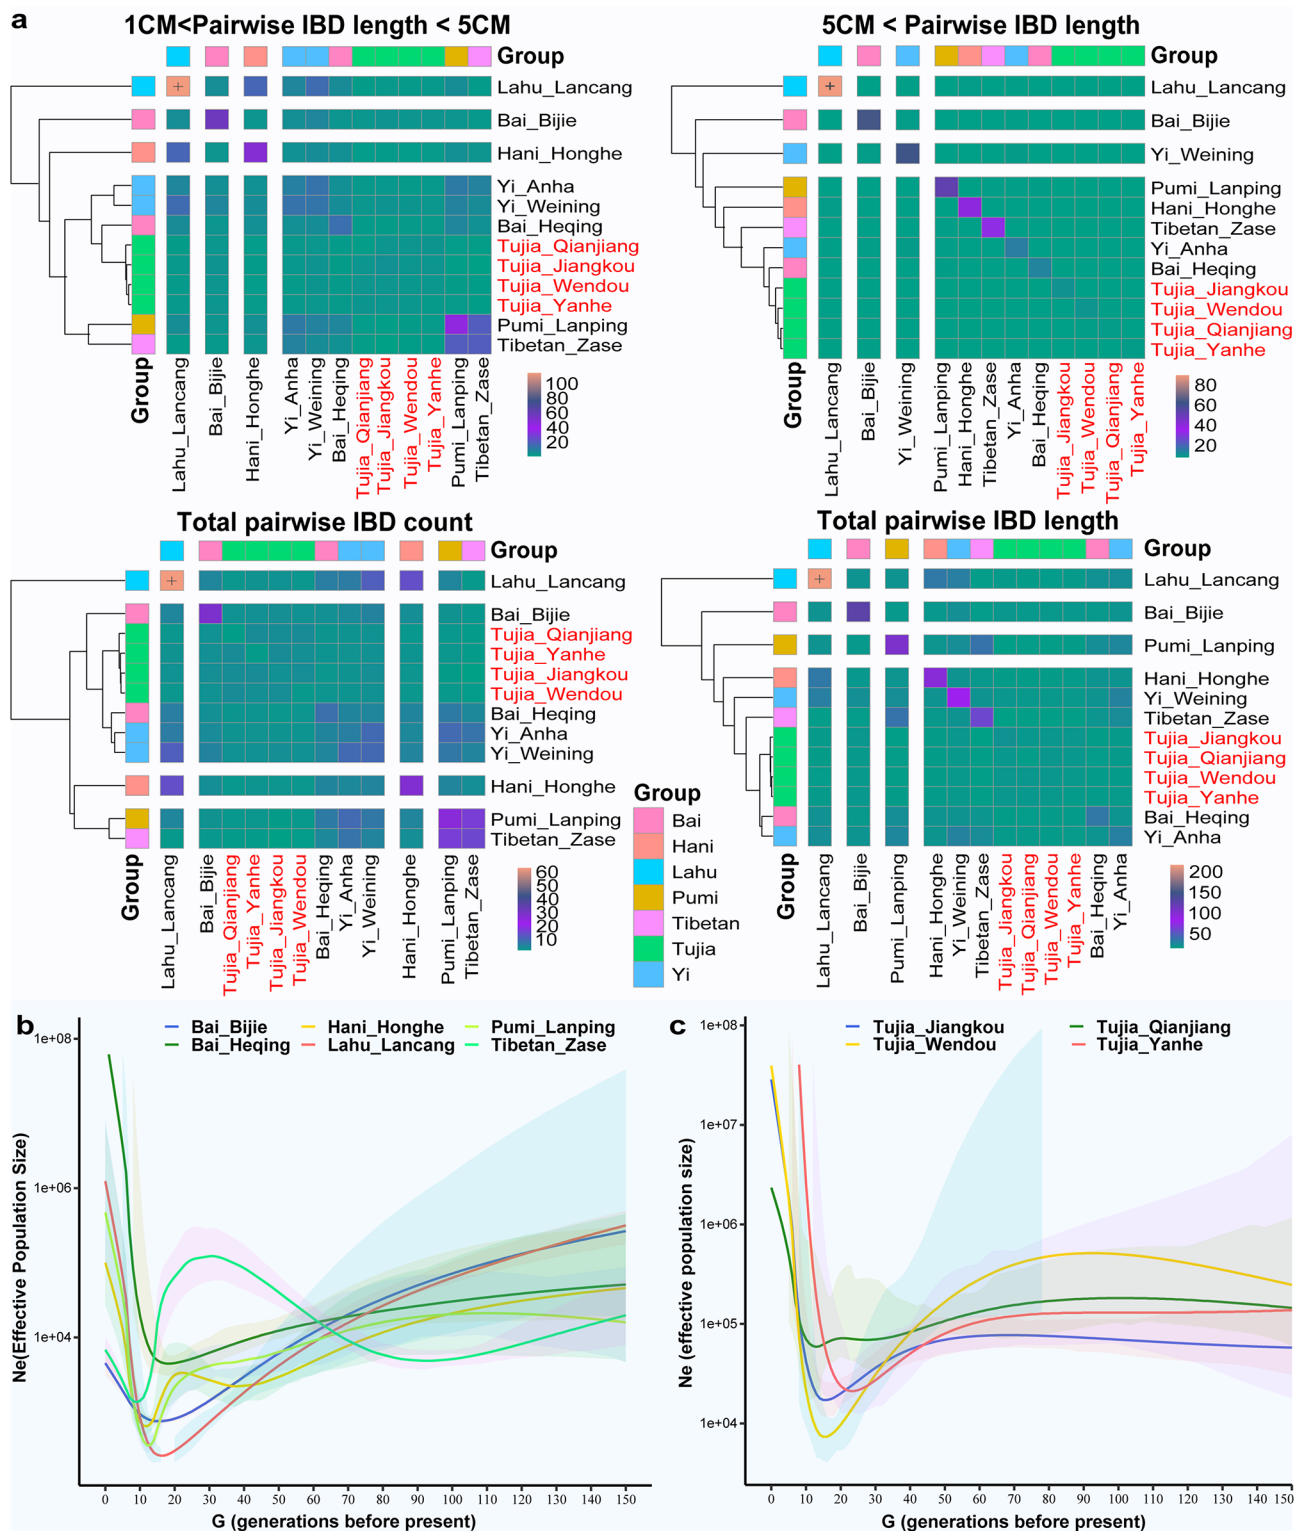 a
1CM<Pairwise IBD length < 5CM
Group
Lahu_Lancang
Bai_Bijie
Hani_Honghe
Yi_Anha
Yi_Weining
Bai_Heqing
Tujia_Qianjiang
Tujia_Jiangkou
Tujia_Wendou
Tujia_Yanhe
Pumi_Lanping
Tibetan_Zase
Group
Lahu_Lancang
Bai_Bijie
Hani_Honghe
Yi_Anha
Yi_Weining
Bai_Heqing
Tujia_Qianjiang
Tujia_Jiangkou
Tujia_Wendou
Tujia_Yanhe
Pumi_Lanping
Tibetan_Zase
100
80
60
40
20
5CM < Pairwise IBD length
Group
Lahu_Lancang
Bai_Bijie
Yi_Weining
Pumi_Lanping
Hani_Honghe
Tibetan_Zase
Yi_Anha
Bai_Heqing
Tujia_Jiangkou
Tujia_Wendou
Tujia_Qianjiang
Tujia_Yanhe
Group
Lahu_Lancang
Bai_Bijie
Yi_Weining
Pumi_Lanping
Hani_Honghe
Tibetan_Zase
Yi_Anha
Bai_Heqing
Tujia_Jiangkou
Tujia_Wendou
Tujia_Qianjiang
Tujia_Yanhe
80
60
40
20
Total pairwise IBD count
Group
Lahu_Lancang
Bai_Bijie
Tujia_Qianjiang
Tujia_Yanhe
Tujia_Jiangkou
Tujia_Wendou
Bai_Heqing
Yi_Anha
Yi_Weining
Hani_Honghe
Pumi_Lanping
Tibetan_Zase
Group
Lahu_Lancang
Bai_Bijie
Tujia_Qianjiang
Tujia_Yanhe
Tujia_Jiangkou
Tujia_Wendou
Bai_Heqing
Yi_Anha
Yi_Weining
Hani_Honghe
Pumi_Lanping
Tibetan_Zase
60
50
40
30
20
10
Group
Bai
Hani
Lahu
Pumi
Tibetan
Tujia
Yi
Total pairwise IBD length
Group
Lahu_Lancang
Bai_Bijie
Pumi_Lanping
Hani_Honghe
Yi_Weining
Tibetan_Zase
Tujia_Jiangkou
Tujia_Qianjiang
Tujia_Wendou
Tujia_Yanhe
Bai_Heqing
Yi_Anha
Group
Lahu_Lancang
Bai_Bijie
Pumi_Lanping
Hani_Honghe
Yi_Weining
Tibetan_Zase
Tujia_Jiangkou
Tujia_Qianjiang
Tujia_Wendou
Tujia_Yanhe
Bai_Heqing
Yi_Anha
200
150
100
50
b
Bai_Bijie Hani_Honghe Pumi_Lanping
Bai_Heqing Lahu_Lancang Tibetan_Zase
Ne(Effective Population Size)
1e+08
1e+06
1e+04
0 10 20 30 40 50 60 70 80 90 100 110 120 130 140 150
G (generations before present)
c
Tujia_Jiangkou Tujia_Qianjiang
Tujia_Wendou Tujia_Yanhe
Ne (effective population size)
1e+08
1e+07
1e+06
1e+05
1e+04
0 10 20 30 40 50 60 70 80 90 100 110 120 130 140 150
G (generations before present)